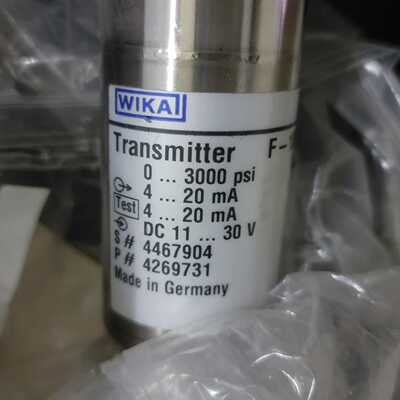 WIKA
Transmitter F-
0 ... 3000 psi
4 ... 20 mA
Test 4 ... 20 mA
DC 11 ... 30 V
S # 4467904
P # 4269731
Made in Germany